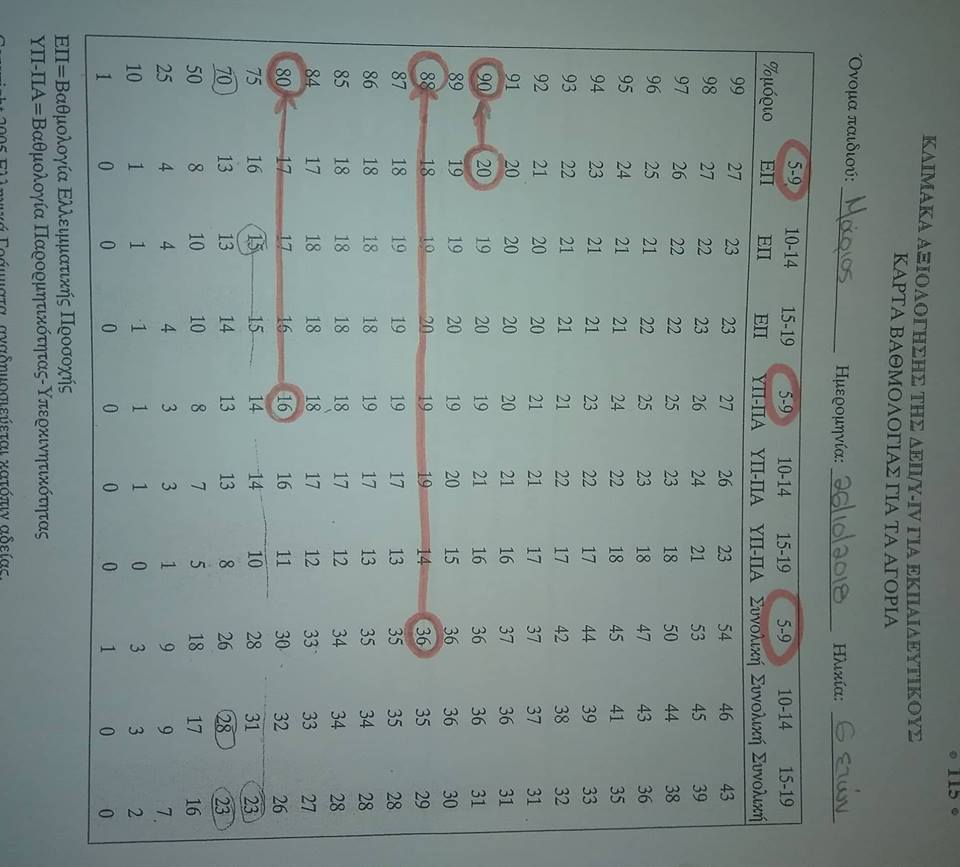 • 115 •
ΚΛΙΜΑΚΑ ΑΞΙΟΛΟΓΗΣΗΣ ΤΗΣ ΔΕΠ/Υ-IV ΓΙΑ ΕΚΠΑΙΔΕΥΤΙΚΟΥΣ
ΚΑΡΤΑ ΒΑΘΜΟΛΟΓΙΑΣ ΓΙΑ ΤΑ ΑΓΟΡΙΑ
Όνομα παιδιού: Μάριος Ημερομηνία: 26/10/2018 Ηλικία: 6 ετών
5-9 10-14 15-19 5-9 10-14 15-19 5-9 10-14 15-19
%μόριο ΕΠ ΕΠ ΕΠ ΥΠ-ΠΑ ΥΠ-ΠΑ ΥΠ-ΠΑ Συνολική Συνολική Συνολική
99 27 23 23 27 26 23 54 46 43
98 27 22 23 26 24 21 53 45 39
97 26 22 22 25 23 18 50 44 38
96 25 21 22 25 23 18 47 43 36
95 24 21 21 24 22 18 45 41 35
94 23 21 21 23 22 17 44 39 33
93 22 21 21 21 22 17 42 38 32
92 21 20 20 21 21 17 37 37 31
91 20 20 20 20 21 16 37 36 31
90 20 19 20 19 21 16 36 36 31
89 19 19 20 19 20 15 36 36 30
88 18 19 20 19 19 14 36 35 29
87 18 19 19 19 17 13 35 35 28
86 18 18 18 19 17 13 35 34 28
85 18 18 18 18 17 12 34 34 28
84 17 18 18 18 17 12 33 33 27
80 17 17 16 16 16 11 30 32 26
75 16 15 15 14 14 10 28 31 23
70 13 13 14 13 13 8 26 28 23
50 8 10 10 8 7 5 18 17 16
25 4 4 4 3 3 1 9 9 7
10 1 1 1 1 1 0 3 3 2
1 0 0 0 0 0 0 1 0 0
ΕΠ=Βαθμολογία Ελλειμματικής Προσοχής
ΥΠ-ΠΑ=Βαθμολογία Παρορμητικότητας-Υπερκινητικότητας
Copyright 2005 Ελληνικά Γράμματα, αναδημοσιεύεται κατόπιν αδείας.